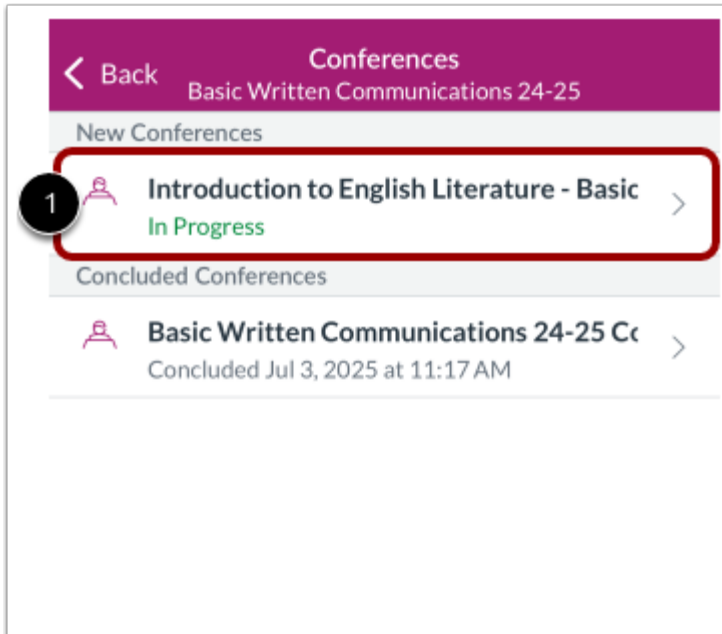 Conferences
Back
Basic Written Communications 24-25
New Conferences
1
Introduction to English Literature - Basic
In Progress
Concluded Conferences
Basic Written Communications 24-25 Co
Concluded Jul 3, 2025 at 11:17 AM